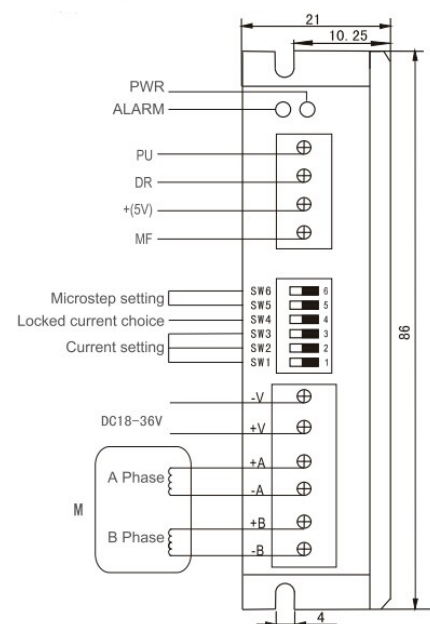 21
10.25
PWR
ALARM
PU
DR
+(5V)
MF
86
Microstep setting
Locked current choice
Current setting
SW6 6
SW5 5
SW4 4
SW3 3
SW2 2
SW1 1
-V
DC18-36V
+V
A Phase
+A
-A
M
B Phase
+B
-B
4